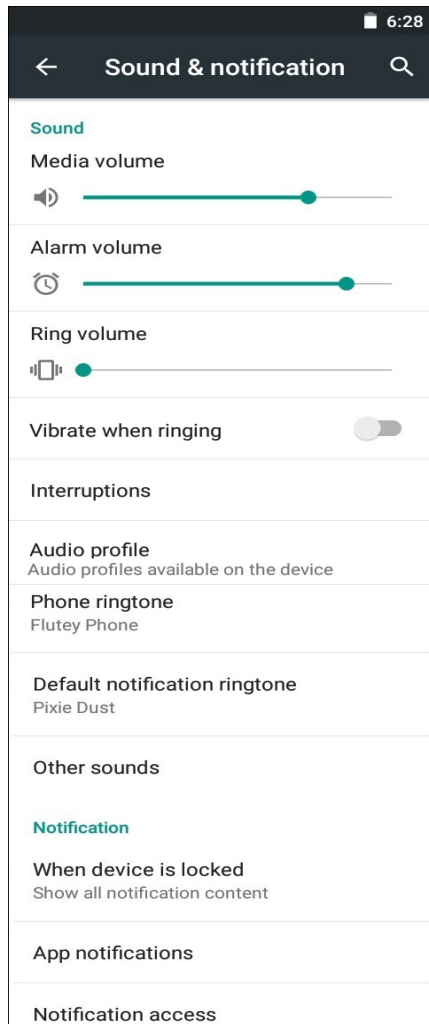 6:28
Sound & notification
Sound
Media volume
Alarm volume
Ring volume
Vibrate when ringing
Interruptions
Audio profile
Audio profiles available on the device
Phone ringtone
Flutey Phone
Default notification ringtone
Pixie Dust
Other sounds
Notification
When device is locked
Show all notification content
App notifications
Notification access